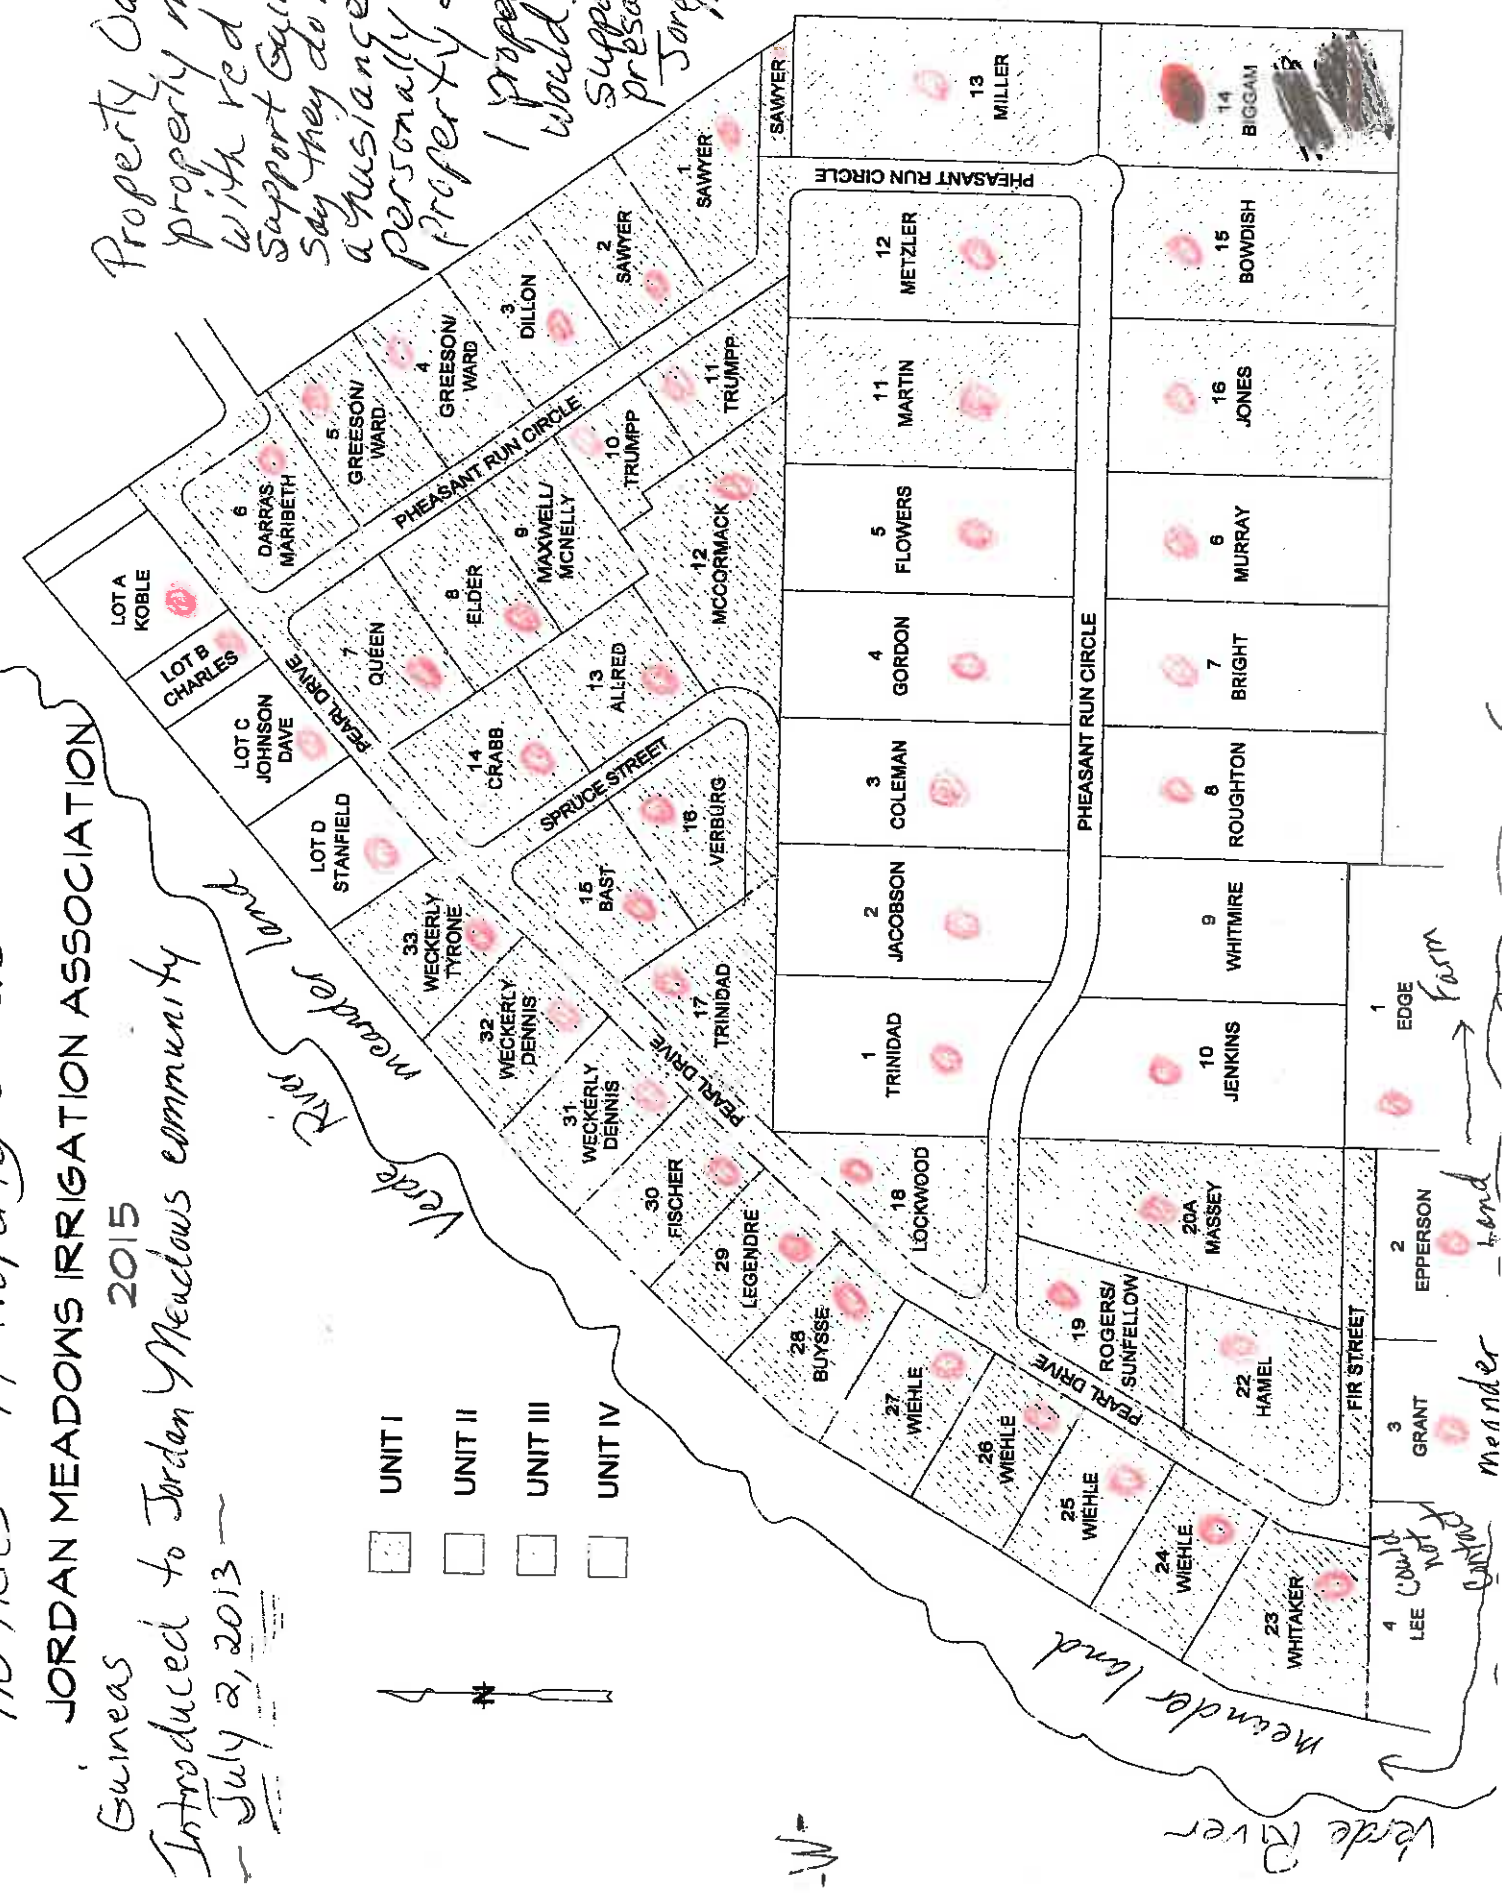 JORDAN MEADOWS IRRIGATION ASSOCIATION
2015
Guineas
Introduced to Jordan Meadows community
- July 2, 2013 -
Property
property
with red
Support
say they do
a nusiance
personally
Property
1
would
UNIT I
UNIT II
UNIT III
UNIT IV
N
-W-
Verde River
meander land
LOT A
KOBLE
LOT B
CHARLES
LOT C
JOHNSON
DAVE
LOT D
STANFIELD
33
WECKERLY
TYRONE
32
WECKERLY
DENNIS
31
WECKERLY
DENNIS
30
FISCHER
29
LEGENDRE
28
BUYSSE
27
WIEHLE
26
WIEHLE
25
WIEHLE
24
WIEHLE
23
WHITAKER
PEARL DRIVE
PEARL DRIVE
PEARL DRIVE
6
DARRAS
MARIBETH
5
GREESON/
WARD
4
GREESON/
WARD
3
DILLON
2
SAWYER
1
SAWYER
SAWYER
PHEASANT RUN CIRCLE
7
QUEEN
8
ELDER
9
MAXWELL/
MCNELLY
10
TRUMPP
11
TRUMPP
12
MCCORMACK
13
ALLRED
14
CRABB
SPRUCE STREET
15
BAST
16
VERBURG
17
TRINIDAD
18
LOCKWOOD
19
ROGERS/
SUNFELLOW
20A
MASSEY
22
HAMEL
FIR STREET
1
TRINIDAD
2
JACOBSON
3
COLEMAN
4
GORDON
5
FLOWERS
11
MARTIN
12
METZLER
PHEASANT RUN CIRCLE
13
MILLER
PHEASANT RUN CIRCLE
10
JENKINS
9
WHITMIRE
8
ROUGHTON
7
BRIGHT
6
MURRAY
16
JONES
15
BOWDISH
14
BIGGAM
4
LEE
Could
not
Contact
3
GRANT
2
EPPERSON
1
EDGE
meander land
Farm
meander land
Verde River